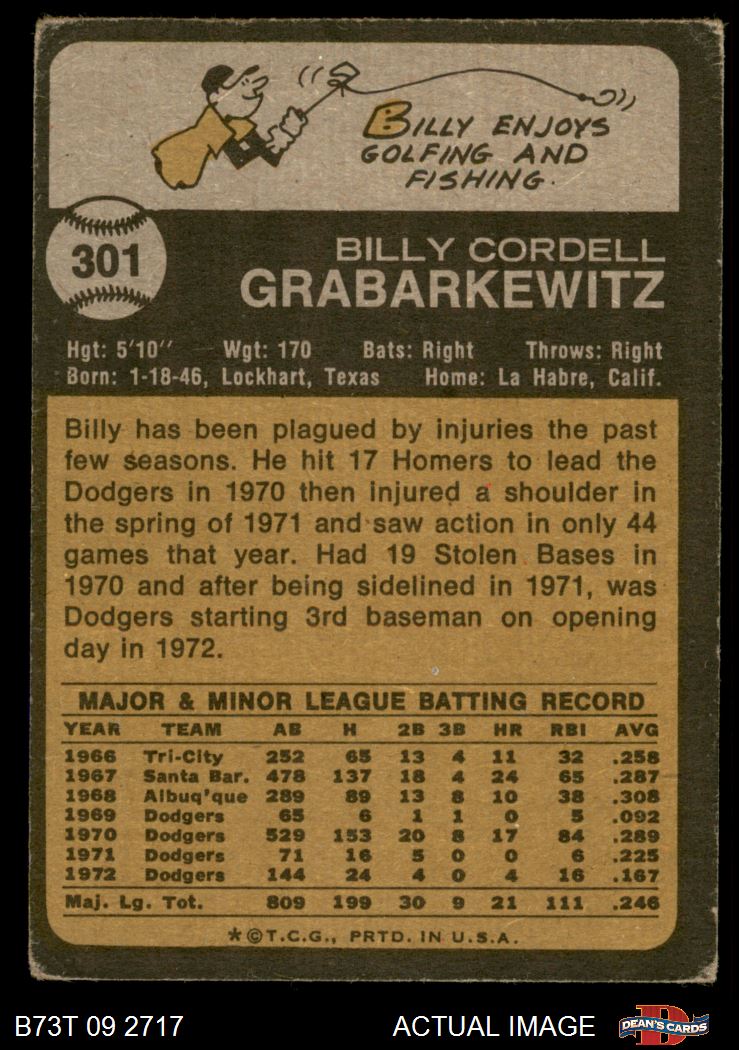 BILLY ENJOYS
GOLFING AND
FISHING.
301
BILLY CORDELL
GRABARKEWITZ
Hgt: 5'10'' Wgt: 170 Bats: Right Throws: Right
Born: 1-18-46, Lockhart, Texas Home: La Habre, Calif.
Billy has been plagued by injuries the past
few seasons. He hit 17 Homers to lead the
Dodgers in 1970 then injured a shoulder in
the spring of 1971 and saw action in only 44
games that year. Had 19 Stolen Bases in
1970 and after being sidelined in 1971, was
Dodgers starting 3rd baseman on opening
day in 1972.
MAJOR & MINOR LEAGUE BATTING RECORD
YEAR TEAM AB H 2B 3B HR RBI AVG
1966 Tri-City 252 65 13 4 11 32 .258
1967 Santa Bar. 478 137 18 4 24 65 .287
1968 Albuq'que 289 89 13 8 10 38 .308
1969 Dodgers 65 6 1 1 0 5 .092
1970 Dodgers 529 153 20 8 17 84 .289
1971 Dodgers 71 16 5 0 0 6 .225
1972 Dodgers 144 24 4 0 4 16 .167
Maj. Lg. Tot. 809 199 30 9 21 111 .246
*©T.C.G., PRTD. IN U.S.A.
B73T 09 2717 ACTUAL IMAGE D DEAN'S CARDS